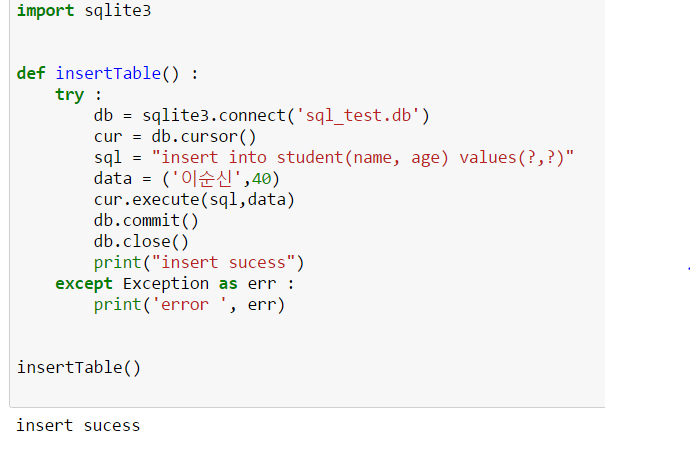 import sqlite3
def insertTable() :
    try :
        db = sqlite3.connect('sql_test.db')
        cur = db.cursor()
        sql = "insert into student(name, age) values(?,?)"
        data = ('이순신',40)
        cur.execute(sql,data)
        db.commit()
        db.close()
        print("insert sucess")
    except Exception as err :
        print('error ', err)
insertTable()
insert sucess